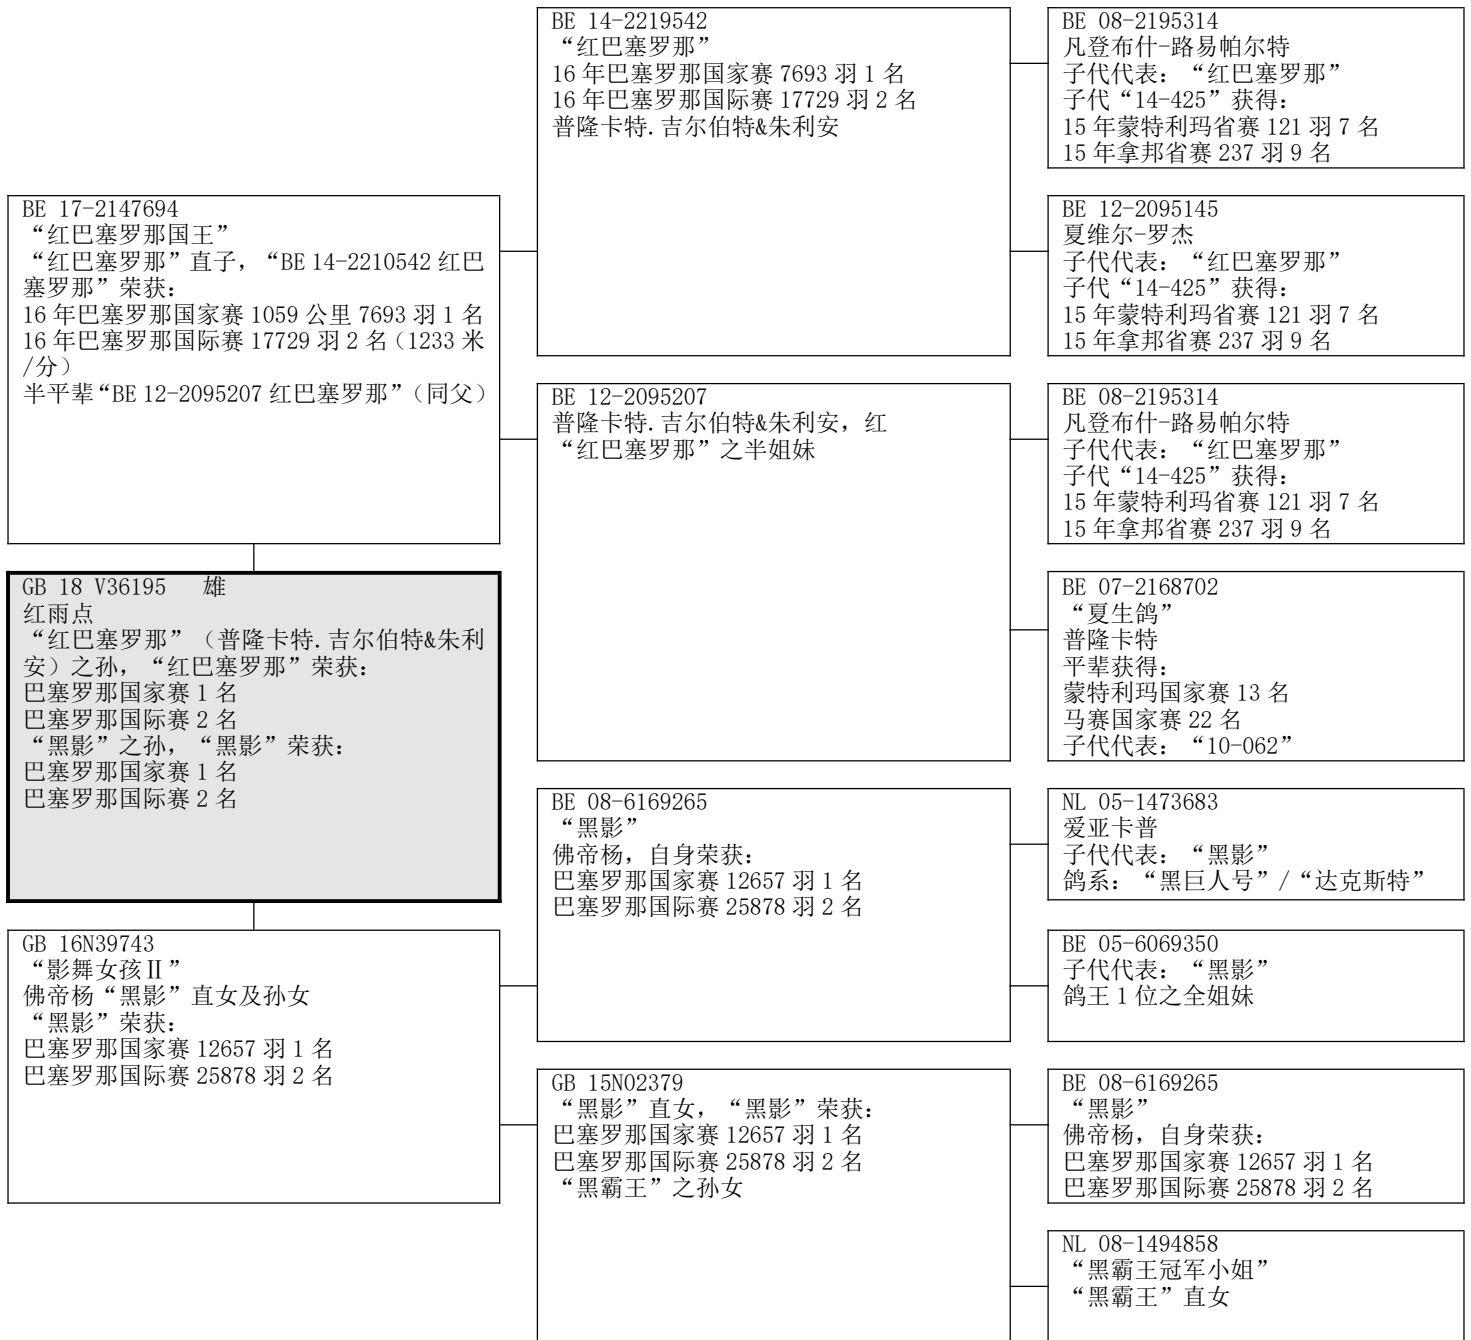 BE 14-2219542
“红巴塞罗那”
16 年巴塞罗那国家赛 7693 羽 1 名
16 年巴塞罗那国际赛 17729 羽 2 名
普隆卡特.吉尔伯特&朱利安
BE 08-2195314
凡登布什-路易帕尔特
子代代表：“红巴塞罗那”
子代“14-425”获得：
15 年蒙特利玛省赛 121 羽 7 名
15 年拿邦省赛 237 羽 9 名
BE 17-2147694
“红巴塞罗那国王”
“红巴塞罗那”直子，“BE 14-2210542 红巴
塞罗那”荣获：
16 年巴塞罗那国家赛 1059 公里 7693 羽 1 名
16 年巴塞罗那国际赛 17729 羽 2 名（1233 米
/分）
半平辈“BE 12-2095207 红巴塞罗那”（同父）
BE 12-2095145
夏维尔-罗杰
子代代表：“红巴塞罗那”
子代“14-425”获得：
15 年蒙特利玛省赛 121 羽 7 名
15 年拿邦省赛 237 羽 9 名
BE 12-2095207
普隆卡特.吉尔伯特&朱利安，红
“红巴塞罗那”之半姐妹
BE 08-2195314
凡登布什-路易帕尔特
子代代表：“红巴塞罗那”
子代“14-425”获得：
15 年蒙特利玛省赛 121 羽 7 名
15 年拿邦省赛 237 羽 9 名
GB 18 V36195 雄
红雨点
“红巴塞罗那”（普隆卡特.吉尔伯特&朱利
安）之孙，“红巴塞罗那”荣获：
巴塞罗那国家赛 1 名
巴塞罗那国际赛 2 名
“黑影”之孙，“黑影”荣获：
巴塞罗那国家赛 1 名
巴塞罗那国际赛 2 名
BE 07-2168702
“夏生鸽”
普隆卡特
平辈获得：
蒙特利玛国家赛 13 名
马赛国家赛 22 名
子代代表：“10-062”
BE 08-6169265
“黑影”
佛帝杨，自身荣获：
巴塞罗那国家赛 12657 羽 1 名
巴塞罗那国际赛 25878 羽 2 名
NL 05-1473683
爱亚卡普
子代代表：“黑影”
鸽系：“黑巨人号”/“达克斯特”
GB 16N39743
“影舞女孩Ⅱ”
佛帝杨“黑影”直女及孙女
“黑影”荣获：
巴塞罗那国家赛 12657 羽 1 名
巴塞罗那国际赛 25878 羽 2 名
BE 05-6069350
子代代表：“黑影”
鸽王 1 位之全姐妹
GB 15N02379
“黑影”直女，“黑影”荣获：
巴塞罗那国家赛 12657 羽 1 名
巴塞罗那国际赛 25878 羽 2 名
“黑霸王”之孙女
BE 08-6169265
“黑影”
佛帝杨，自身荣获：
巴塞罗那国家赛 12657 羽 1 名
巴塞罗那国际赛 25878 羽 2 名
NL 08-1494858
“黑霸王冠军小姐”
“黑霸王”直女